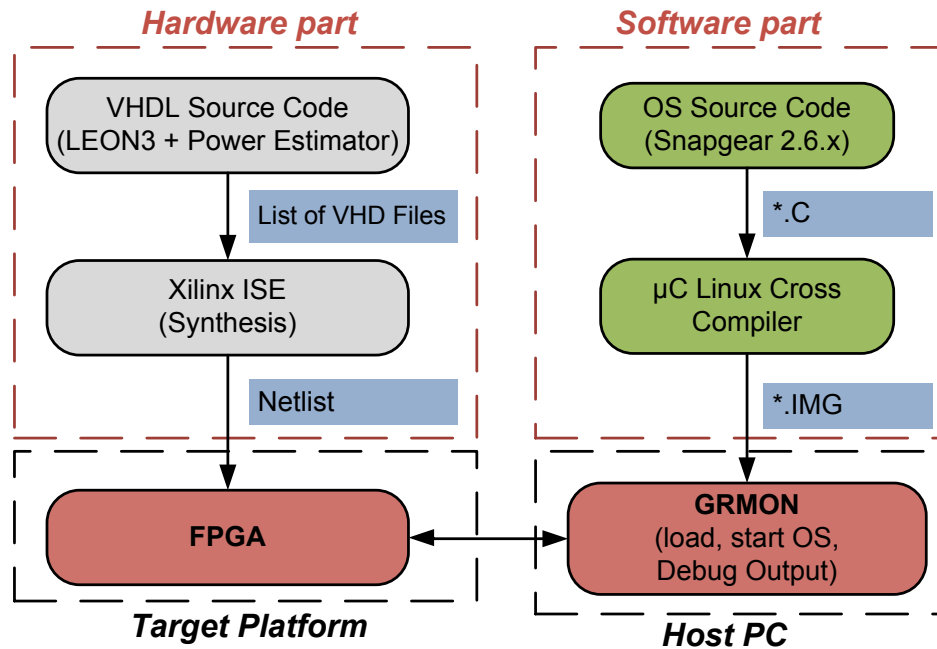 Hardware part
Software part
VHDL Source Code
(LEON3 + Power Estimator)
OS Source Code
(Snapgear 2.6.x)
List of VHD Files
*.C
Xilinx ISE
(Synthesis)
µC Linux Cross
Compiler
Netlist
*.IMG
FPGA
GRMON
(load, start OS,
Debug Output)
Target Platform
Host PC